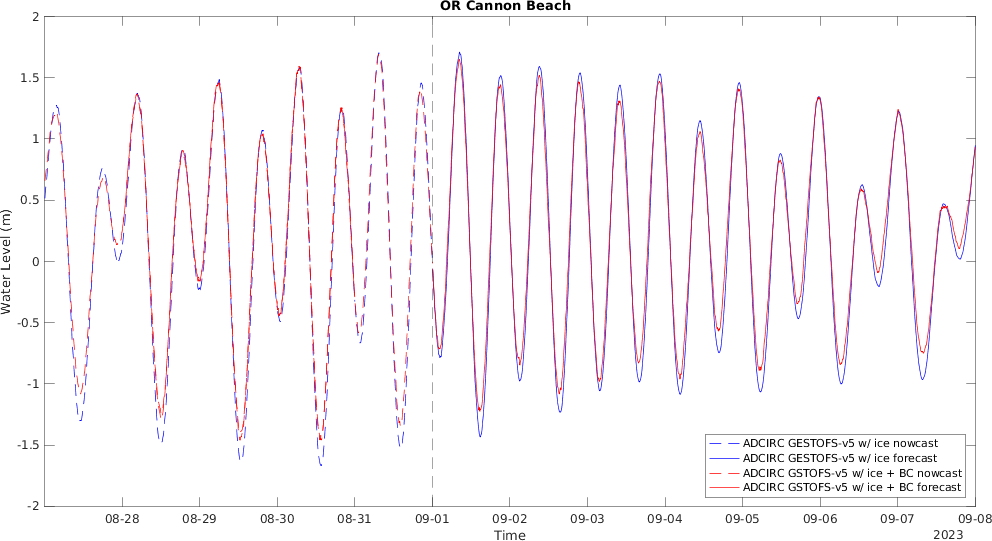 OR Cannon Beach
2
1.5
1
0.5
0
-0.5
-1
-1.5
-2
Water Level (m)
08-28 08-29 08-30 08-31 09-01 09-02 09-03 09-04 09-05 09-06 09-07 09-08
Time
2023
ADCIRC GESTOFS-v5 w/ ice nowcast
ADCIRC GESTOFS-v5 w/ ice forecast
ADCIRC GSTOFS-v5 w/ ice + BC nowcast
ADCIRC GSTOFS-v5 w/ ice + BC forecast